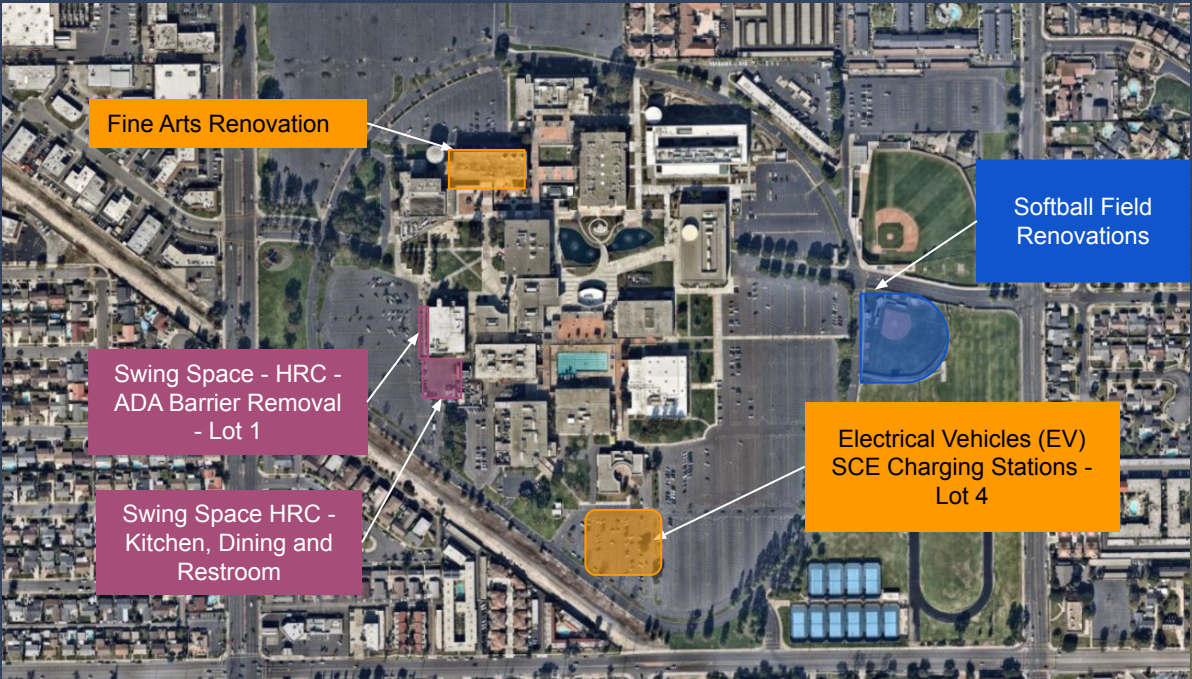 Fine Arts Renovation
Softball Field
Renovations
Swing Space - HRC -
ADA Barrier Removal
- Lot 1
Electrical Vehicles (EV)
SCE Charging Stations -
Lot 4
Swing Space HRC -
Kitchen, Dining and
Restroom